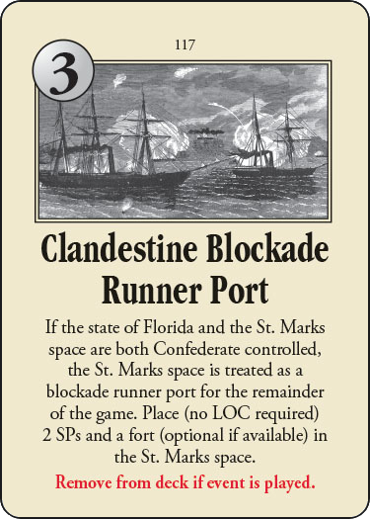 117
3
Clandestine Blockade
Runner Port
If the state of Florida and the St. Marks
space are both Confederate controlled,
the St. Marks space is treated as a
blockade runner port for the remainder
of the game. Place (no LOC required)
2 SPs and a fort (optional if available) in
the St. Marks space.
Remove from deck if event is played.